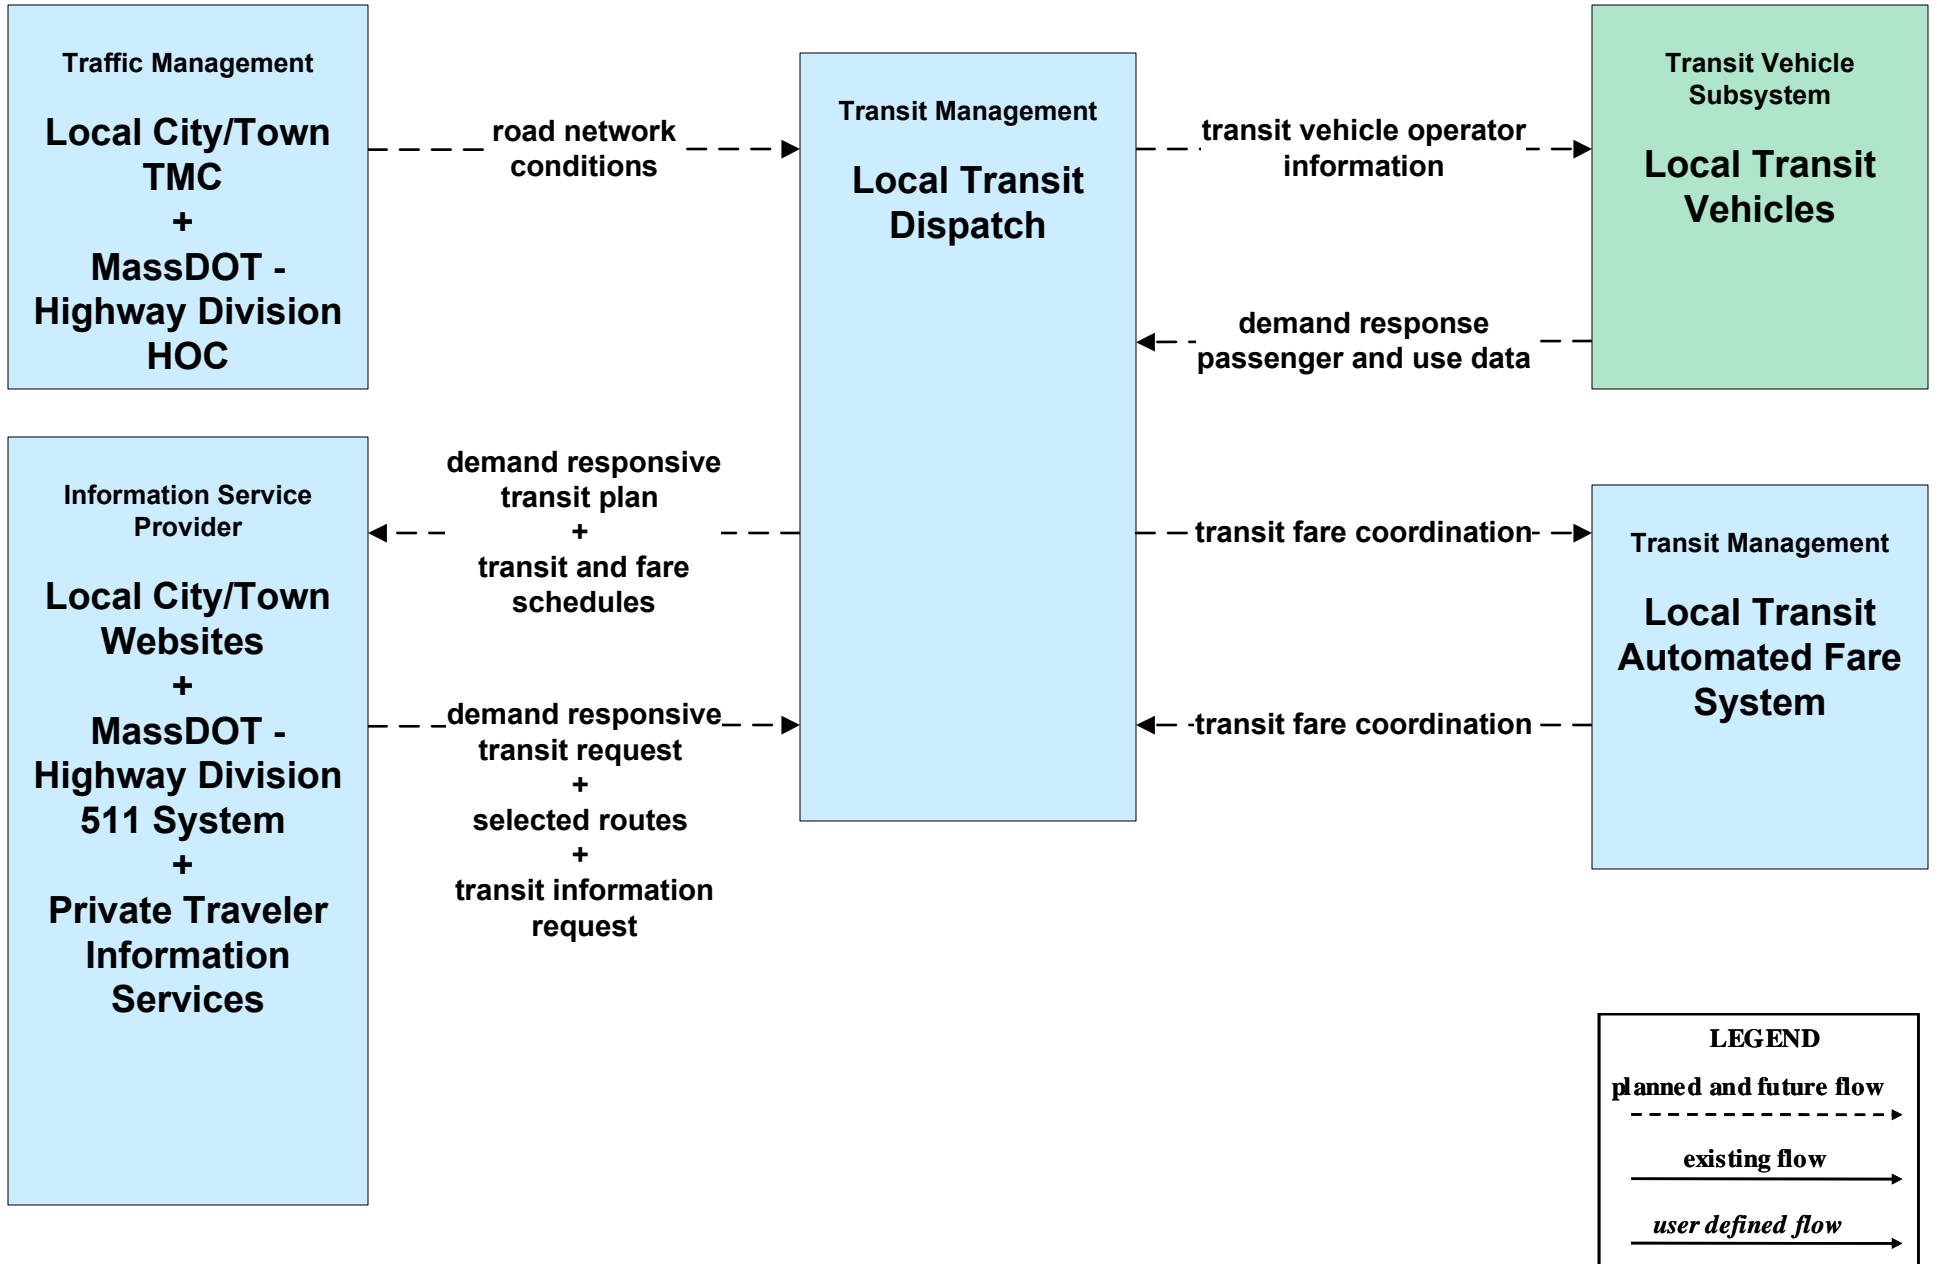 Traffic Management
Local City/Town
TMC
+
MassDOT -
Highway Division
HOC
road network
conditions
Transit Management
Local Transit
Dispatch
transit vehicle operator
information
Transit Vehicle
Subsystem
Local Transit
Vehicles
demand response
passenger and use data
Information Service
Provider
Local City/Town
Websites
+
MassDOT -
Highway Division
511 System
+
Private Traveler
Information
Services
demand responsive
transit plan
+
transit and fare
schedules
demand responsive
transit request
+
selected routes
+
transit information
request
transit fare coordination
transit fare coordination
Transit Management
Local Transit
Automated Fare
System
LEGEND
planned and future flow
existing flow
user defined flow